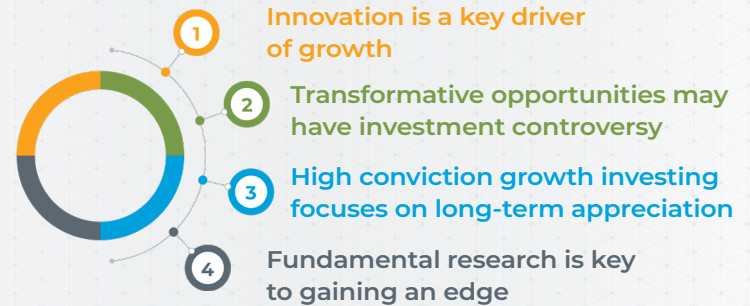 1
Innovation is a key driver
of growth
2
Transformative opportunities may
have investment controversy
3
High conviction growth investing
focuses on long-term appreciation
4
Fundamental research is key
to gaining an edge